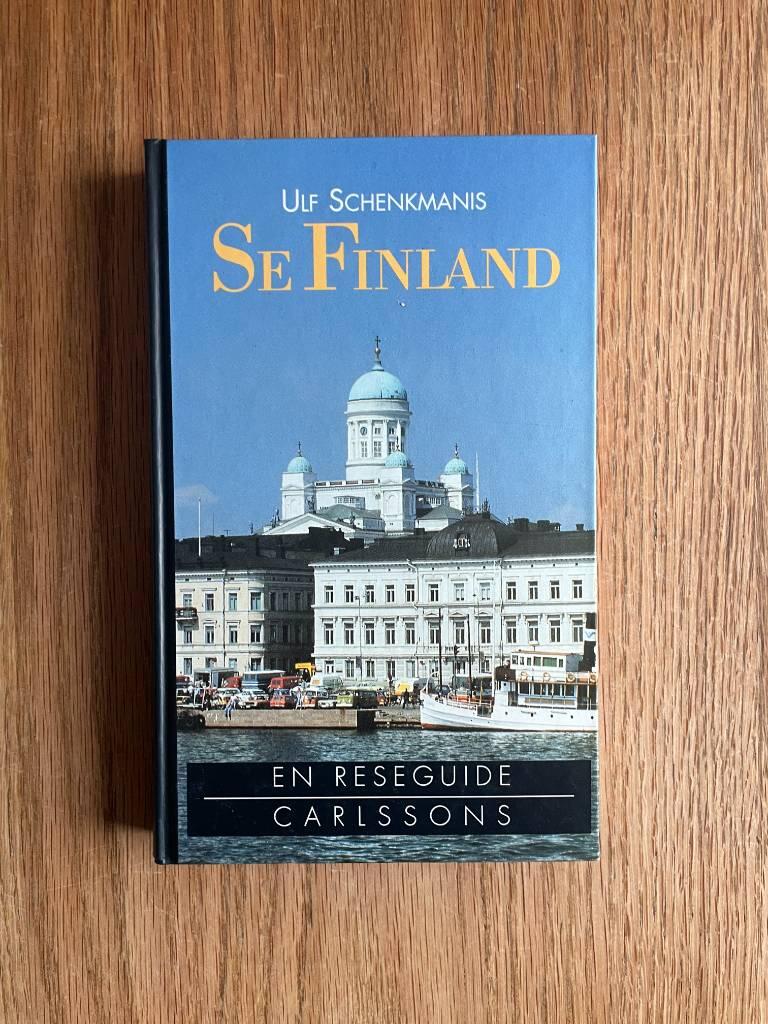 Ulf Schenkmanis
Se Finland
EN RESEGUIDE
CARLSSONS